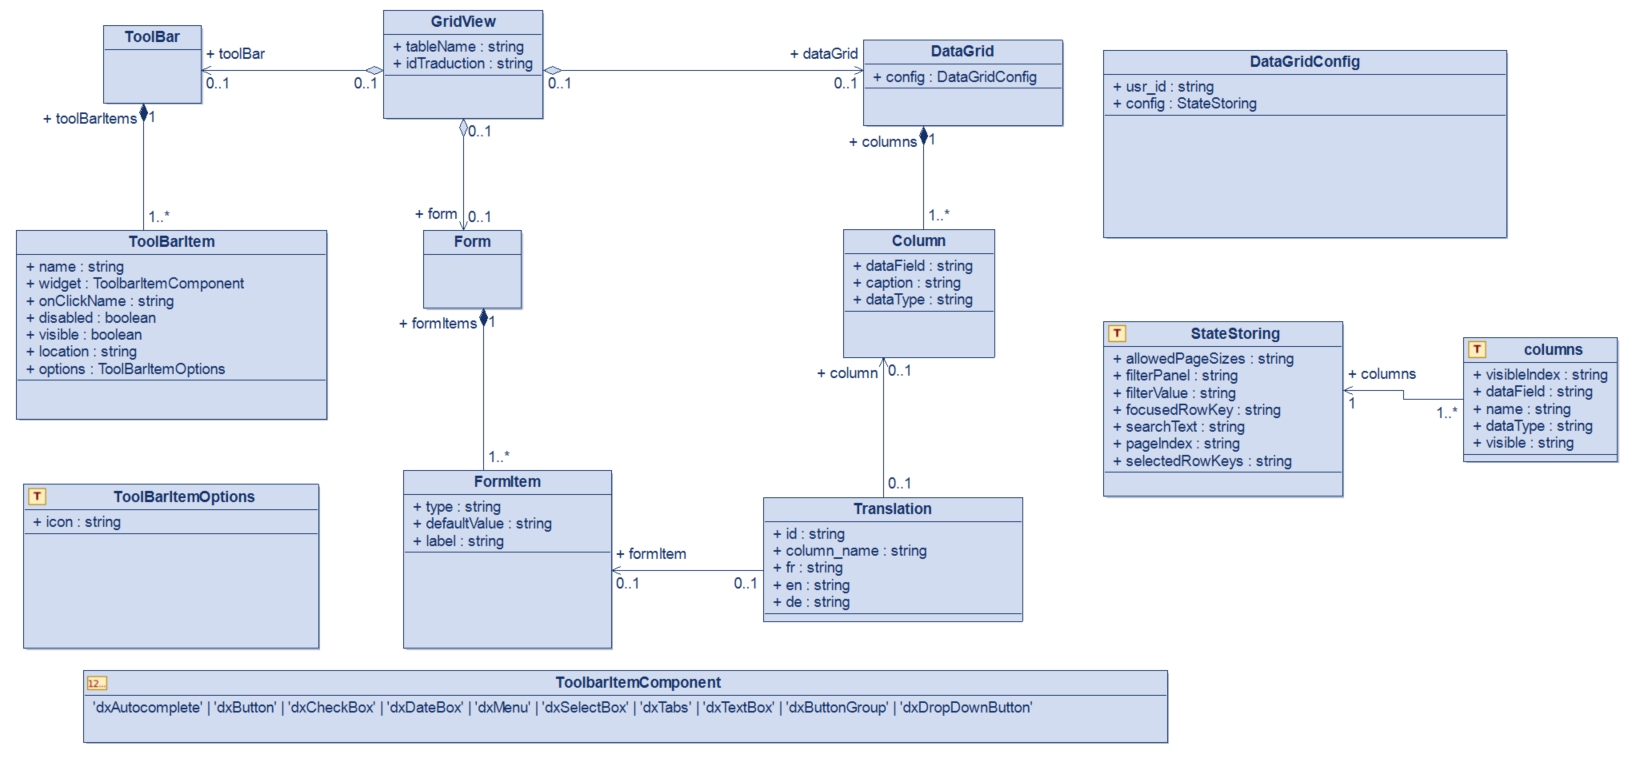 ToolBar
+ toolBar
0..1
0..1
GridView
+ tableName : string
+ idTraduction : string
0..1
+ dataGrid
0..1
DataGrid
+ config : DataGridConfig
DataGridConfig
+ usr_id : string
+ config : StateStoring
+ toolBarItems
1
1..*
0..1
+ form
0..1
+ columns
1
1..*
ToolBarItem
+ name : string
+ widget : ToolbarItemComponent
+ onClickName : string
+ disabled : boolean
+ visible : boolean
+ location : string
+ options : ToolBarItemOptions
Form
+ formItems
1
1..*
Column
+ dataField : string
+ caption : string
+ dataType : string
+ column
0..1
0..1
T
StateStoring
+ allowedPageSizes : string
+ filterPanel : string
+ filterValue : string
+ focusedRowKey : string
+ searchText : string
+ pageIndex : string
+ selectedRowKeys : string
+ columns
1
1..*
T
columns
+ visibleIndex : string
+ dataField : string
+ name : string
+ dataType : string
+ visible : string
T
ToolBarItemOptions
+ icon : string
FormItem
+ type : string
+ defaultValue : string
+ label : string
+ formItem
0..1
0..1
Translation
+ id : string
+ column_name : string
+ fr : string
+ en : string
+ de : string
12...
ToolbarItemComponent
'dxAutocomplete' | 'dxButton' | 'dxCheckBox' | 'dxDateBox' | 'dxMenu' | 'dxSelectBox' | 'dxTabs' | 'dxTextBox' | 'dxButtonGroup' | 'dxDropDownButton'